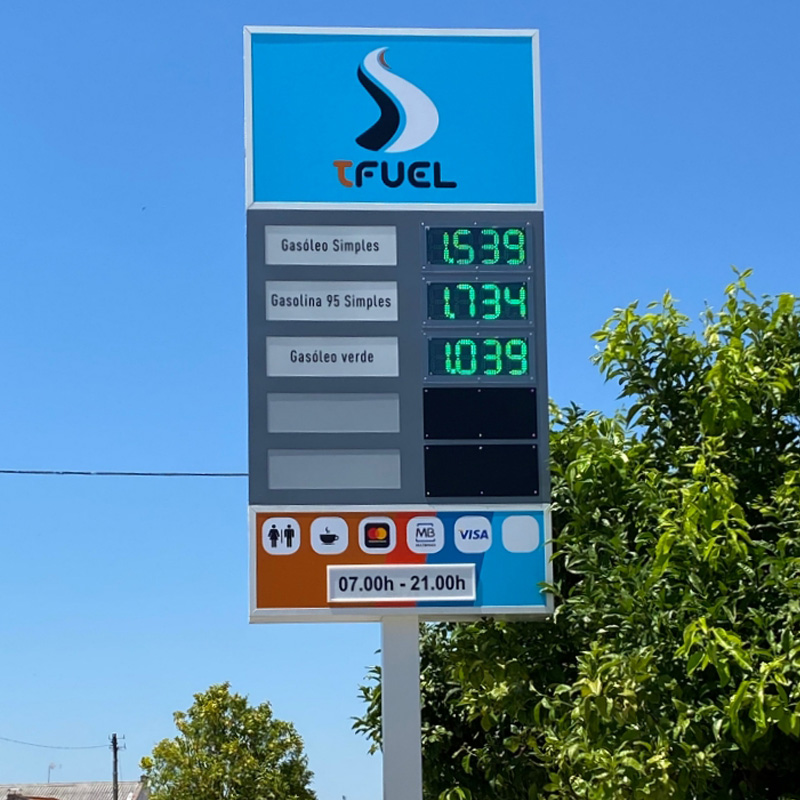 TFUEL
Gasóleo Simples 1.539
Gasolina 95 Simples 1.734
Gasóleo verde 1.039
MB VISA
07.00h - 21.00h